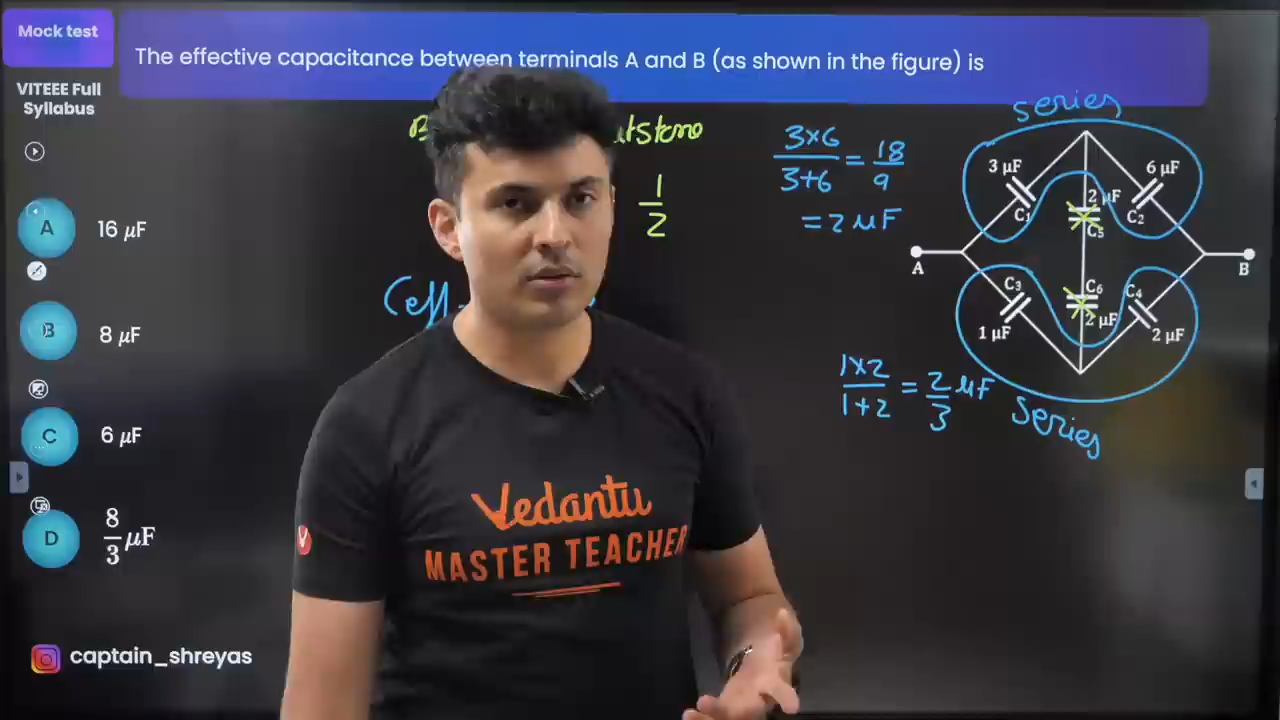 Mock test
VITEEE Full
Syllabus
The effective capacitance between terminals A and B (as shown in the figure) is
A 16 μF
B 8 μF
C 6 μF
D 8/3 μF
captain_shreyas
1/2
Ceff
3×6/3+6 = 18/9
= 2 μF
series
3 μF
6 μF
2 μF
C₁
C₂
C₅
A
B
C₃
C₆
C₄
1 μF
2 μF
2 μF
1×2/1+2 = 2/3 μF
Series
Vedantu
MASTER TEACHER
V